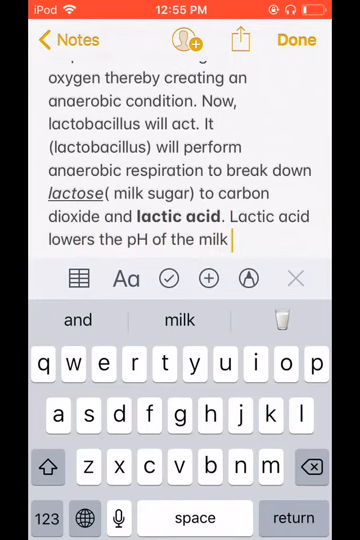 iPod 12:55 PM
Notes Done
oxygen thereby creating an
anaerobic condition. Now,
lactobacillus will act. It
(lactobacillus) will perform
anaerobic respiration to break down
lactose( milk sugar) to carbon
dioxide and lactic acid. Lactic acid
lowers the pH of the milk
Aa
and milk
q w e r t y u i o p
a s d f g h j k l
z x c v b n m
123 space return